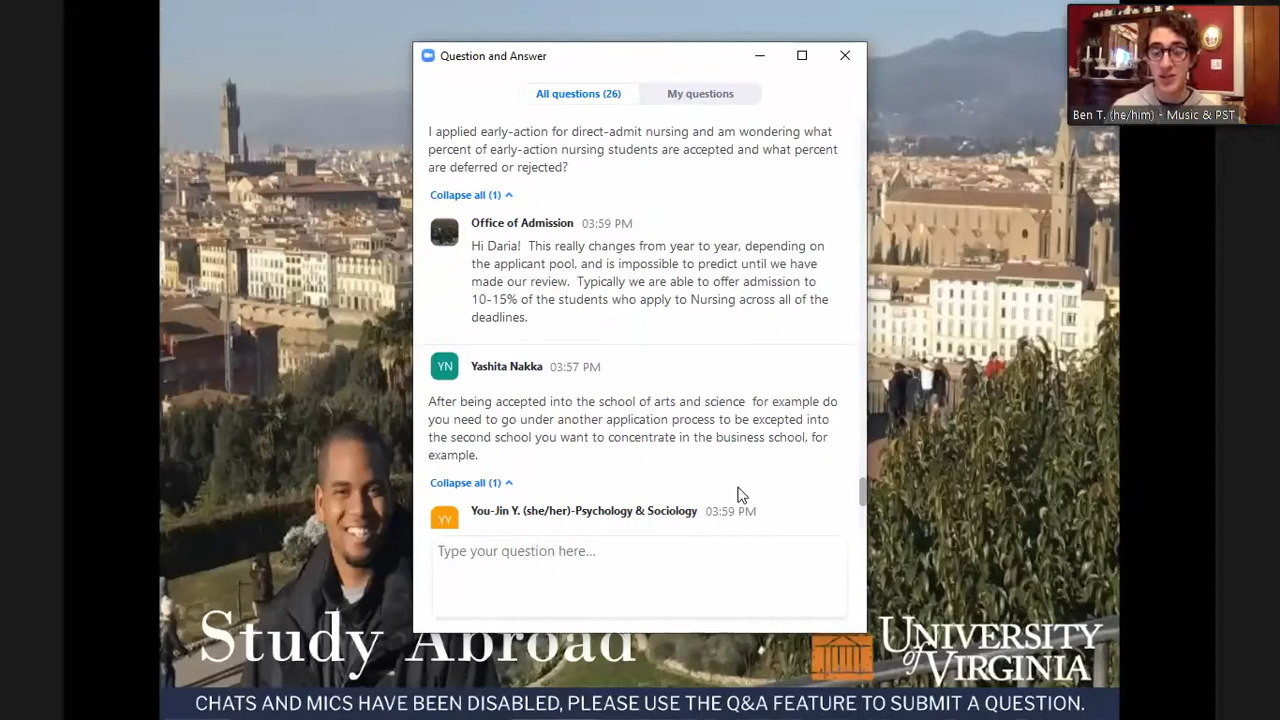 Question and Answer
All questions (26)
My questions
I applied early-action for direct-admit nursing and am wondering what
percent of early-action nursing students are accepted and what percent
are deferred or rejected?
Collapse all (1)
Office of Admission 03:59 PM
Hi Daria! This really changes from year to year, depending on
the applicant pool, and is impossible to predict until we have
made our review. Typically we are able to offer admission to
10-15% of the students who apply to Nursing across all of the
deadlines.
YN
Yashita Nakka 03:57 PM
After being accepted into the school of arts and science for example do
you need to go under another application process to be excepted into
the second school you want to concentrate in the business school, for
example.
Collapse all (1)
YY
You-Jin Y. (she/her)-Psychology & Sociology 03:59 PM
Type your question here...
Ben T. (he/him) - Music & PST
Study Abroad
UNIVERSITY
of VIRGINIA
CHATS AND MICS HAVE BEEN DISABLED, PLEASE USE THE Q&A FEATURE TO SUBMIT A QUESTION.